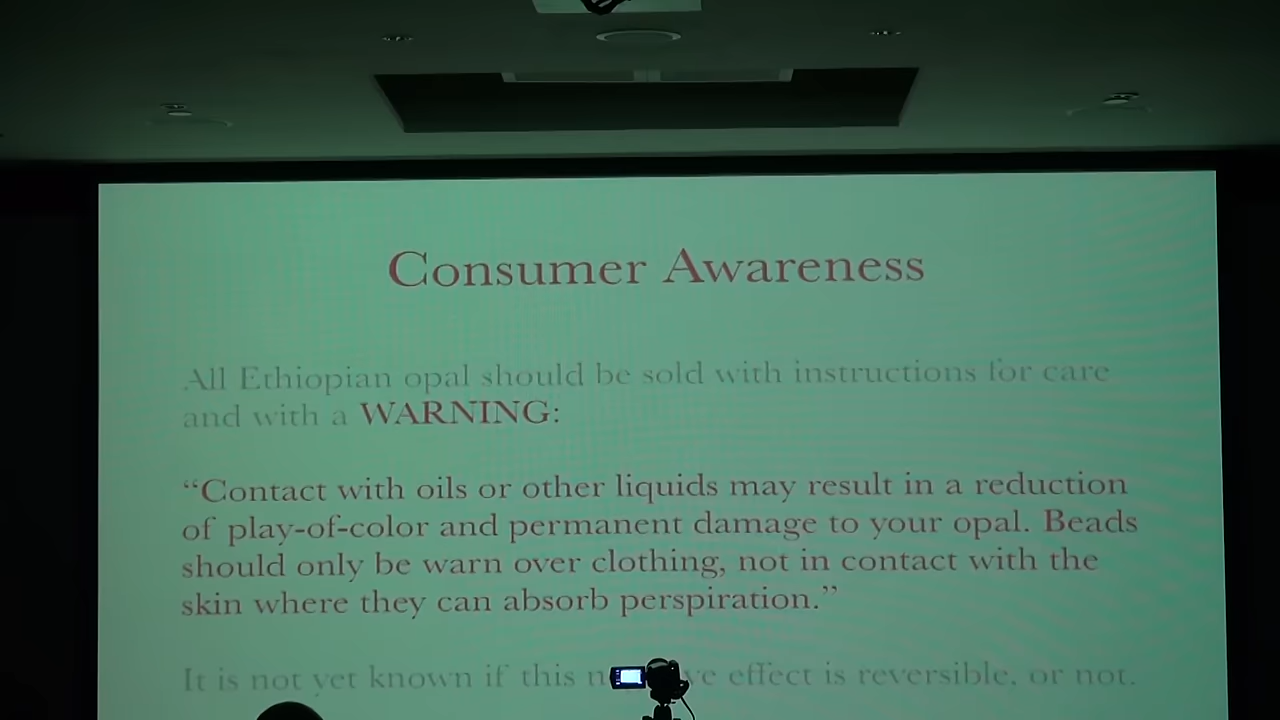 Consumer Awareness
All Ethiopian opal should be sold with instructions for care
and with a WARNING:
“Contact with oils or other liquids may result in a reduction
of play-of-color and permanent damage to your opal. Beads
should only be warn over clothing, not in contact with the
skin where they can absorb perspiration.”
It is not yet known if this effect is reversible, or not.